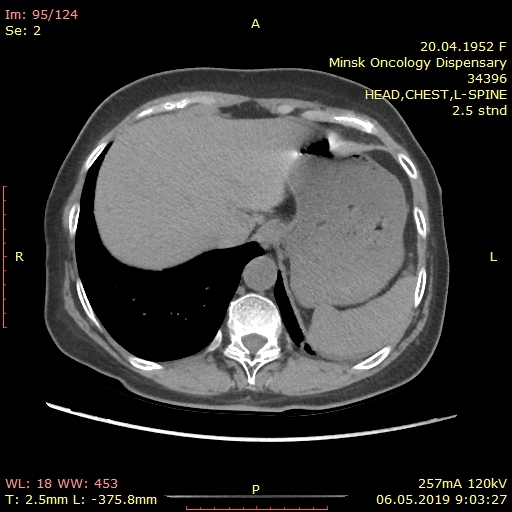 Im: 95/124
Se: 2
A
20.04.1952 F
Minsk Oncology Dispensary
34396
HEAD,CHEST,L-SPINE
2.5 stnd
R
L
WL: 18 WW: 453
T: 2.5mm L: -375.8mm
P
257mA 120kV
06.05.2019 9:03:27